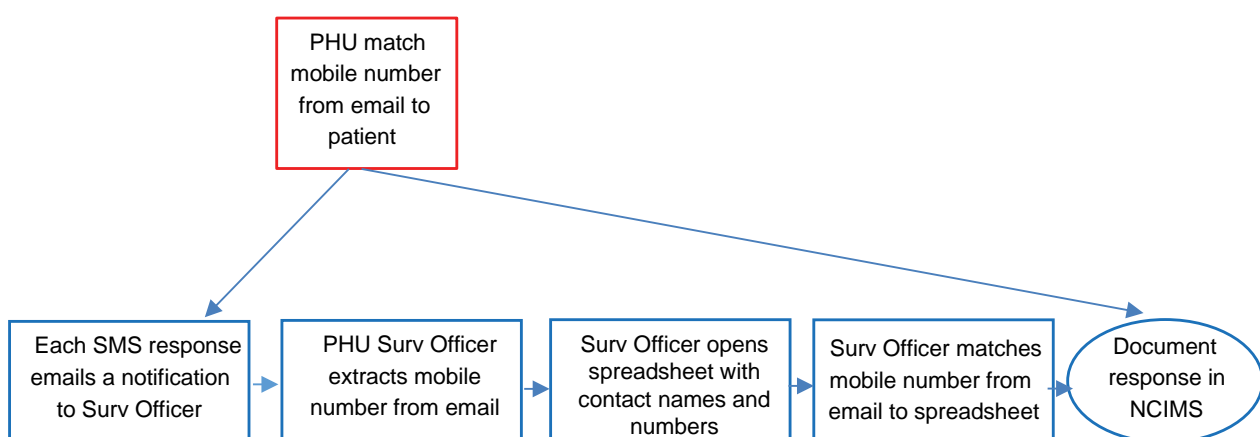 PHU match
mobile number
from email to
patient
Each SMS response
emails a notification
to Surv Officer
PHU Surv Officer
extracts mobile
number from email
Surv Officer opens
spreadsheet with
contact names and
numbers
Surv Officer matches
mobile number from
email to spreadsheet
Document
response in
NCIMS